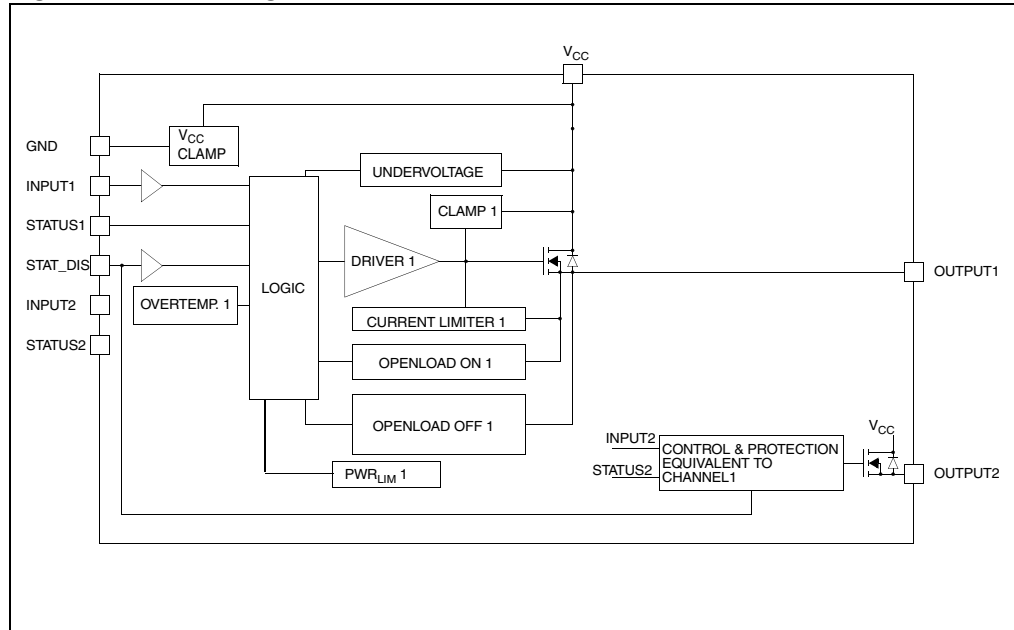 VCC
GND
VCC
CLAMP
INPUT1
UNDERVOLTAGE
CLAMP 1
STATUS1
DRIVER 1
STAT_DIS
LOGIC
OUTPUT1
INPUT2
OVERTEMP. 1
CURRENT LIMITER 1
STATUS2
OPENLOAD ON 1
OPENLOAD OFF 1
PWRLIM 1
VCC
INPUT2
STATUS2
CONTROL & PROTECTION
EQUIVALENT TO
CHANNEL1
OUTPUT2